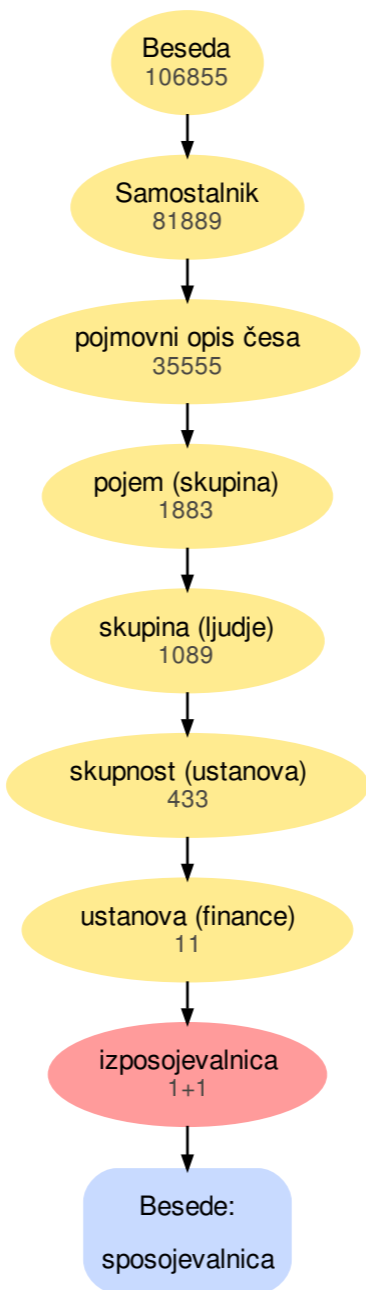 Beseda
106855
Samostalnik
81889
pojmovni opis česa
35555
pojem (skupina)
1883
skupina (ljudje)
1089
skupnost (ustanova)
433
ustanova (finance)
11
izposojevalnica
1+1
Besede:
sposojevalnica